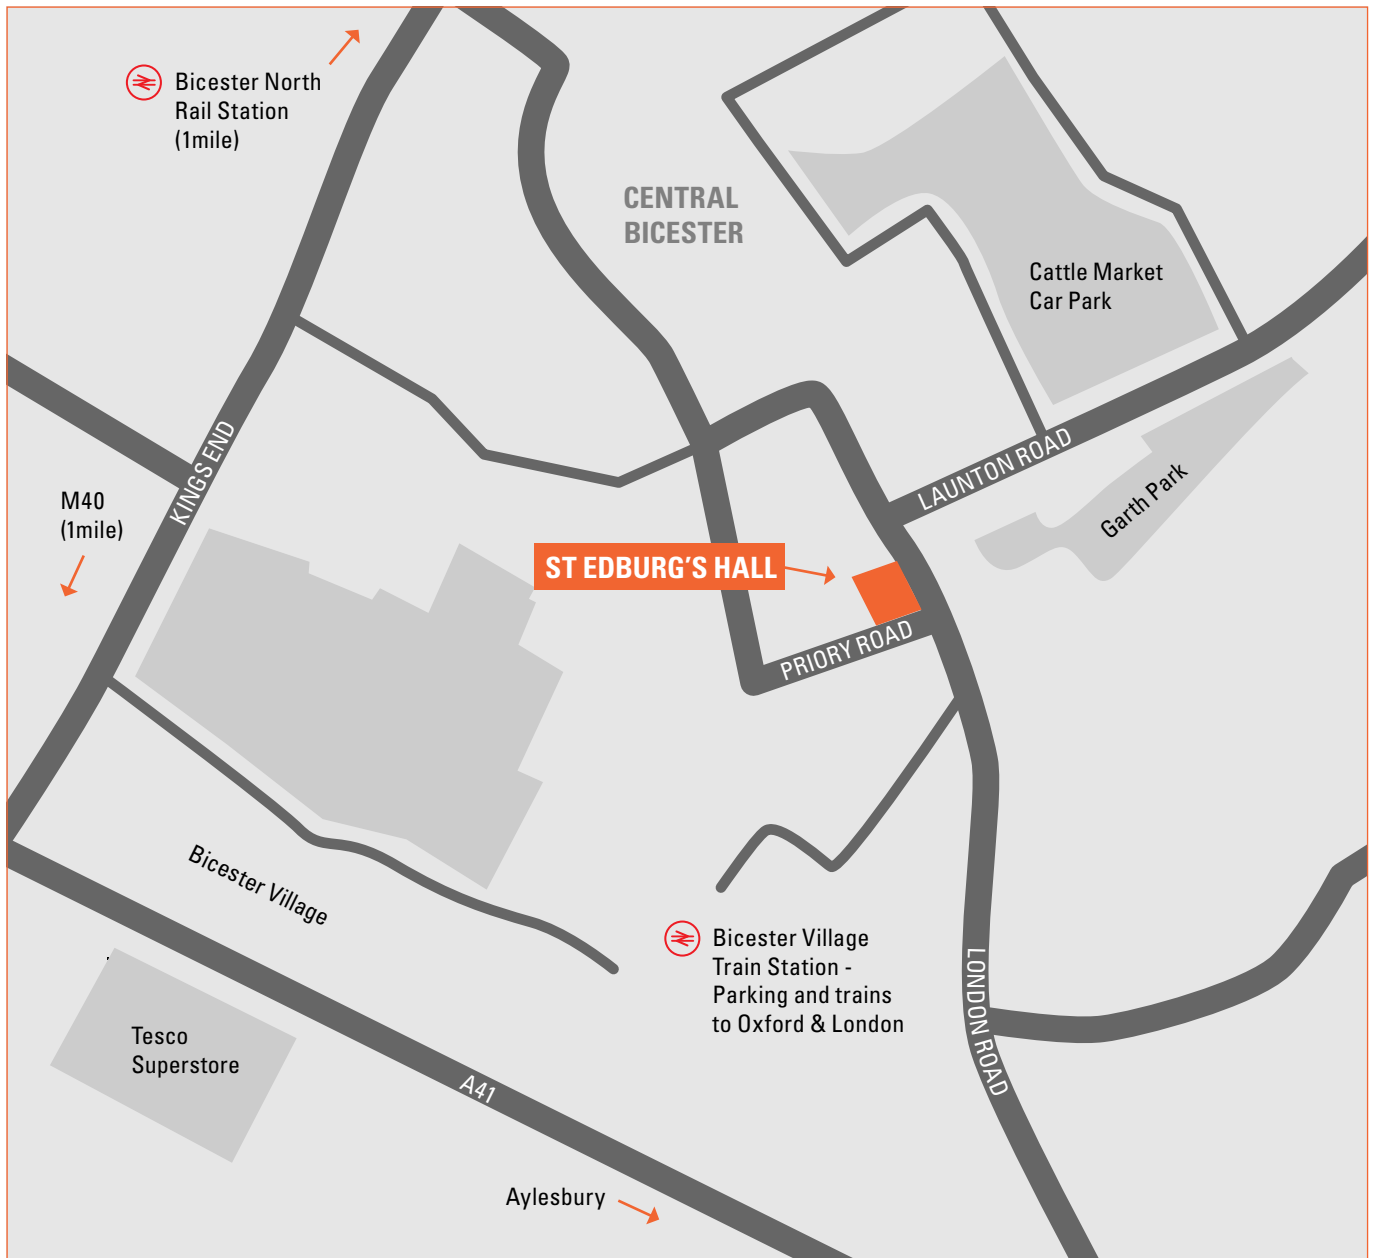 Bicester North
Rail Station
(1mile)
CENTRAL
BICESTER
Cattle Market
Car Park
KINGS END
M40
(1mile)
LAUNTON ROAD
Garth Park
ST EDBURG'S HALL
PRIORY ROAD
Bicester Village
Bicester Village
Train Station -
Parking and trains
to Oxford & London
LONDON ROAD
Tesco
Superstore
A41
Aylesbury